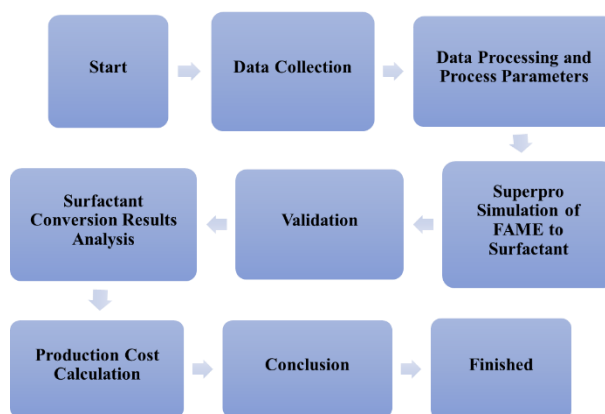 Start
Data Collection
Data Processing and
Process Parameters
Superpro
Simulation of
FAME to
Surfactant
Validation
Surfactant
Conversion Results
Analysis
Production Cost
Calculation
Conclusion
Finished